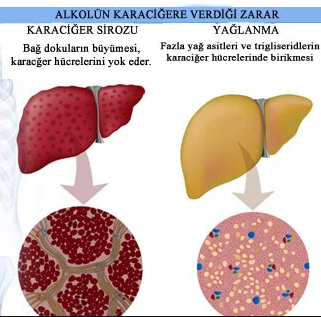 ALKOLÜN KARACİĞERE VERDİĞİ ZARAR
KARACİĞER SİROZU
Bağ dokuların büyümesi,
karacğer hücrelerini yok eder.
YAĞLANMA
Fazla yağ asitleri ve trigliseridlerin
karaciğer hücrelerinde birikmesi